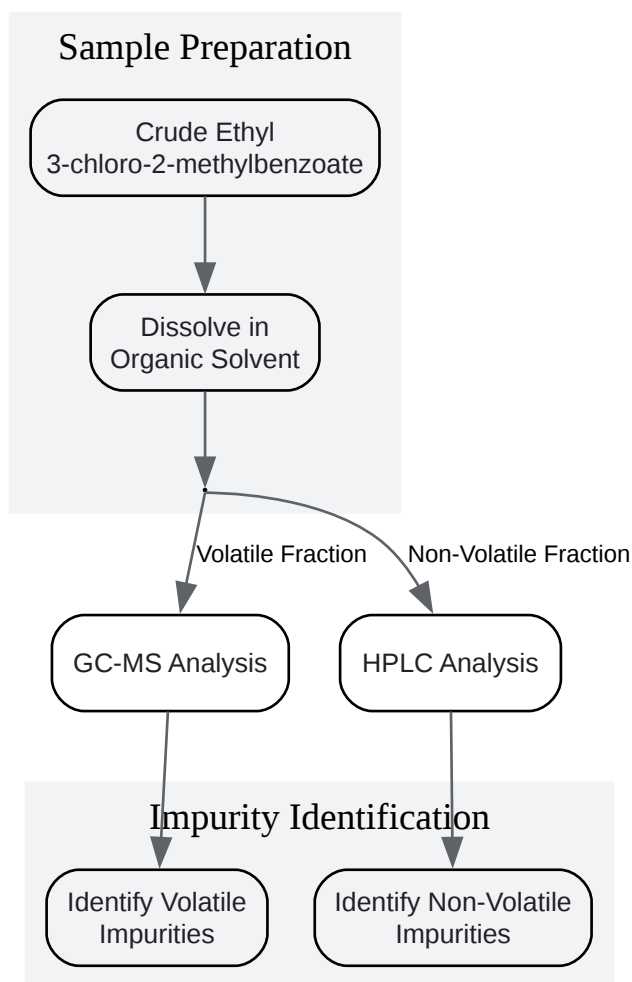 Sample Preparation
Crude Ethyl
3-chloro-2-methylbenzoate
Dissolve in
Organic Solvent
Volatile Fraction
Non-Volatile Fraction
GC-MS Analysis
HPLC Analysis
Impurity Identification
Identify Volatile
Impurities
Identify Non-Volatile
Impurities